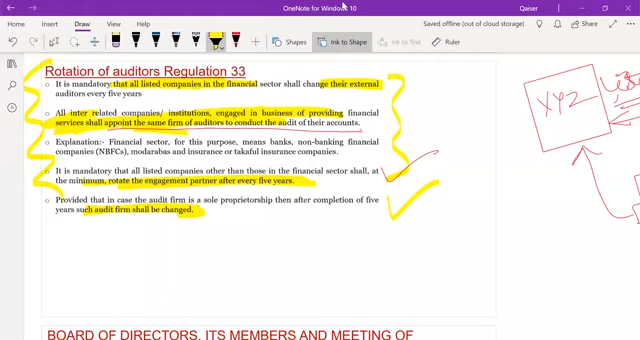 OneNote for Windows 10
Saved offline (out of cloud storage)
Qaiser
Home
Insert
Draw
View
Help
Share
Ink to Shape
Ink to Text
Math
Ruler
Rotation of auditors Regulation 33
It is mandatory that all listed companies in the financial sector shall change their external
auditors every five years
All inter related companies/ institutions, engaged in business of providing financial
services shall appoint the same firm of auditors to conduct the audit of their accounts.
Explanation:- Financial sector, for this purpose, means banks, non-banking financial
companies (NBFCs), modarabas and insurance or takaful insurance companies.
It is mandatory that all listed companies other than those in the financial sector shall, at
the minimum, rotate the engagement partner after every five years.
Provided that in case the audit firm is a sole proprietorship then after completion of five
years such audit firm shall be changed.
XYZ
BOARD OF DIRECTORS, ITS MEMBERS AND MEETING OF